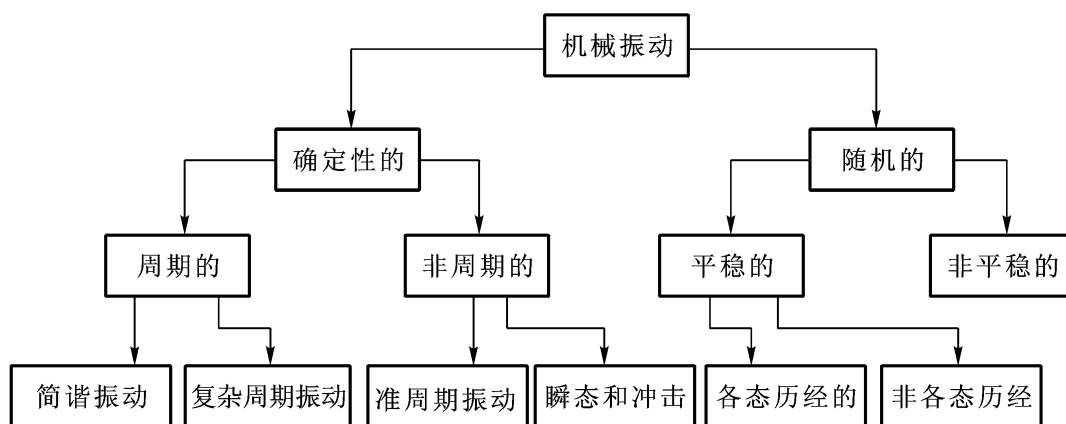 机械振动
确定性的
随机的
周期的
非周期的
平稳的
非平稳的
简谐振动
复杂周期振动
准周期振动
瞬态和冲击
各态历经的
非各态历经